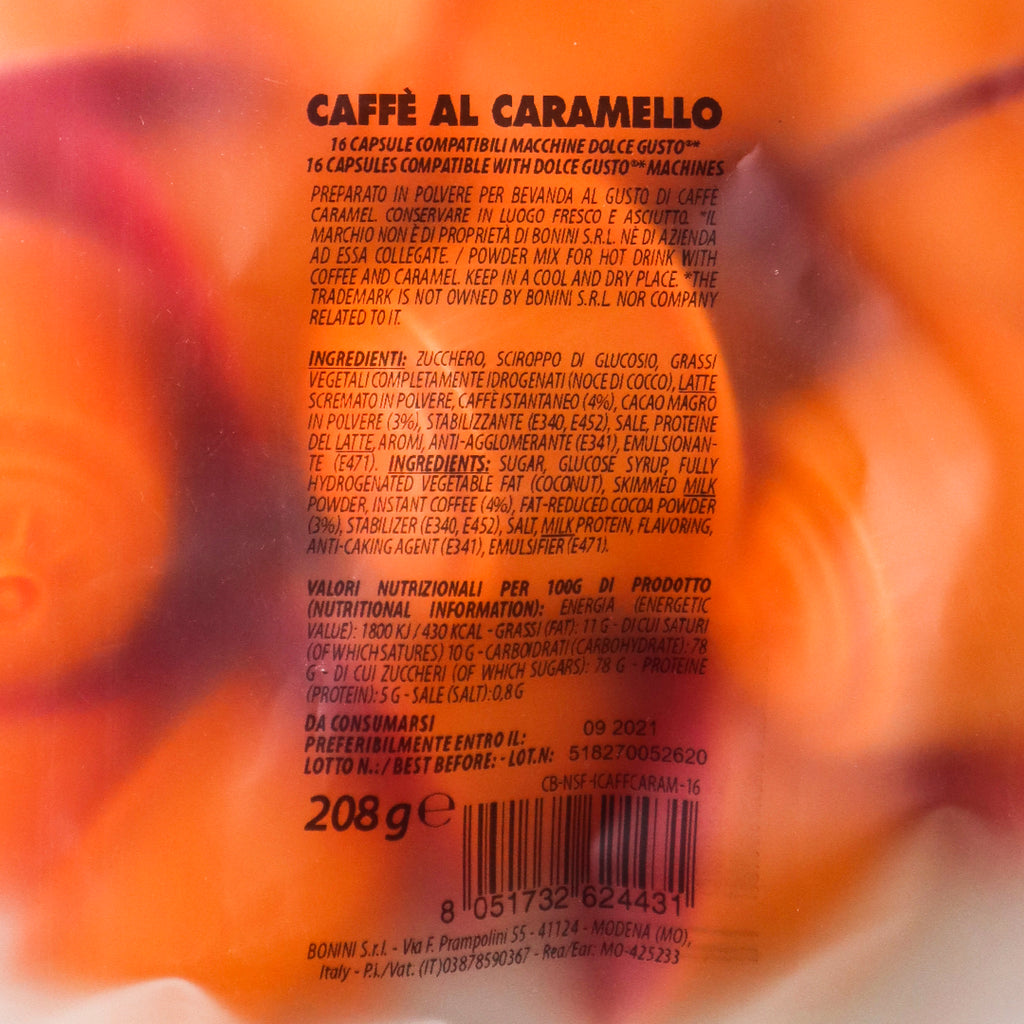 CAFFÈ AL CARAMELLO
16 CAPSULE COMPATIBILI MACCHINE DOLCE GUSTO®*
16 CAPSULES COMPATIBLE WITH DOLCE GUSTO®* MACHINES
PREPARATO IN POLVERE PER BEVANDA AL GUSTO DI CAFFÈ
CARAMEL. CONSERVARE IN LUOGO FRESCO E ASCIUTTO. *IL
MARCHIO NON È DI PROPRIETÀ DI BONINI S.R.L. NÈ DI AZIENDA
AD ESSA COLLEGATE. / POWDER MIX FOR HOT DRINK WITH
COFFEE AND CARAMEL. KEEP IN A COOL AND DRY PLACE. *THE
TRADEMARK IS NOT OWNED BY BONINI S.R.L. NOR COMPANY
RELATED TO IT.
INGREDIENTI: ZUCCHERO, SCIROPPO DI GLUCOSIO, GRASSI
VEGETALI COMPLETAMENTE IDROGENATI (NOCE DI COCCO), LATTE
SCREMATO IN POLVERE, CAFFÈ ISTANTANEO (4%), CACAO MAGRO
IN POLVERE (3%), STABILIZZANTE (E340, E452), SALE, PROTEINE
DEL LATTE, AROMI, ANTI-AGGLOMERANTE (E341), EMULSIONAN-
TE (E471). INGREDIENTS: SUGAR, GLUCOSE SYRUP, FULLY
HYDROGENATED VEGETABLE FAT (COCONUT), SKIMMED MILK
POWDER, INSTANT COFFEE (4%), FAT-REDUCED COCOA POWDER
(3%), STABILIZER (E340, E452), SALT, MILK PROTEIN, FLAVORING,
ANTI-CAKING AGENT (E341), EMULSIFIER (E471).
VALORI NUTRIZIONALI PER 100G DI PRODOTTO
(NUTRITIONAL INFORMATION): ENERGIA (ENERGETIC
VALUE): 1800 KJ / 430 KCAL - GRASSI (FAT): 11 G - DI CUI SATURI
(OF WHICH SATURES) 10 G - CARBOIDRATI (CARBOHYDRATE): 78
G - DI CUI ZUCCHERI (OF WHICH SUGARS): 78 G - PROTEINE
(PROTEIN): 5 G - SALE (SALT): 0,8 G
DA CONSUMARSI
PREFERIBILMENTE ENTRO IL: 09 2021
LOTTO N.: / BEST BEFORE: - LOT.N: 518270052620
CB-NSF-ICAFFCARAM-16
208 g ℮
8 051732 624431
BONINI S.r.l. - Via F. Prampolini 55 - 41124 - MODENA (MO),
Italy - P.I./Vat. (IT)03878590367 - Rea/Ear: MO-425233